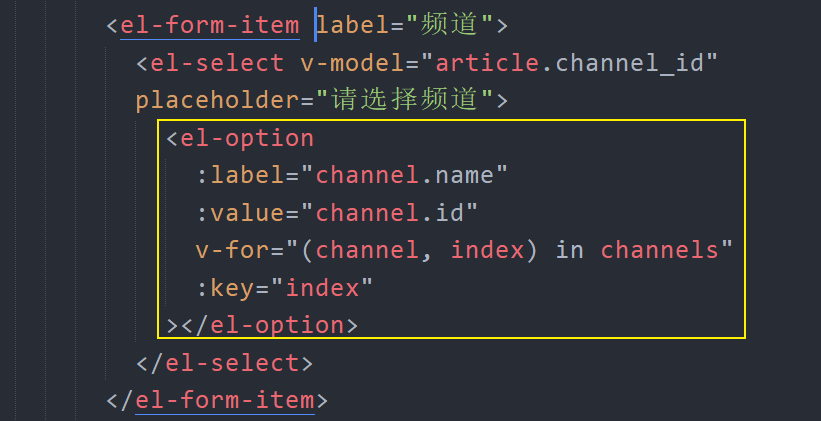 <el-form-item label="频道">
<el-select v-model="article.channel_id"
placeholder="请选择频道">
<el-option
:label="channel.name"
:value="channel.id"
v-for="(channel, index) in channels"
:key="index"
></el-option>
</el-select>
</el-form-item>